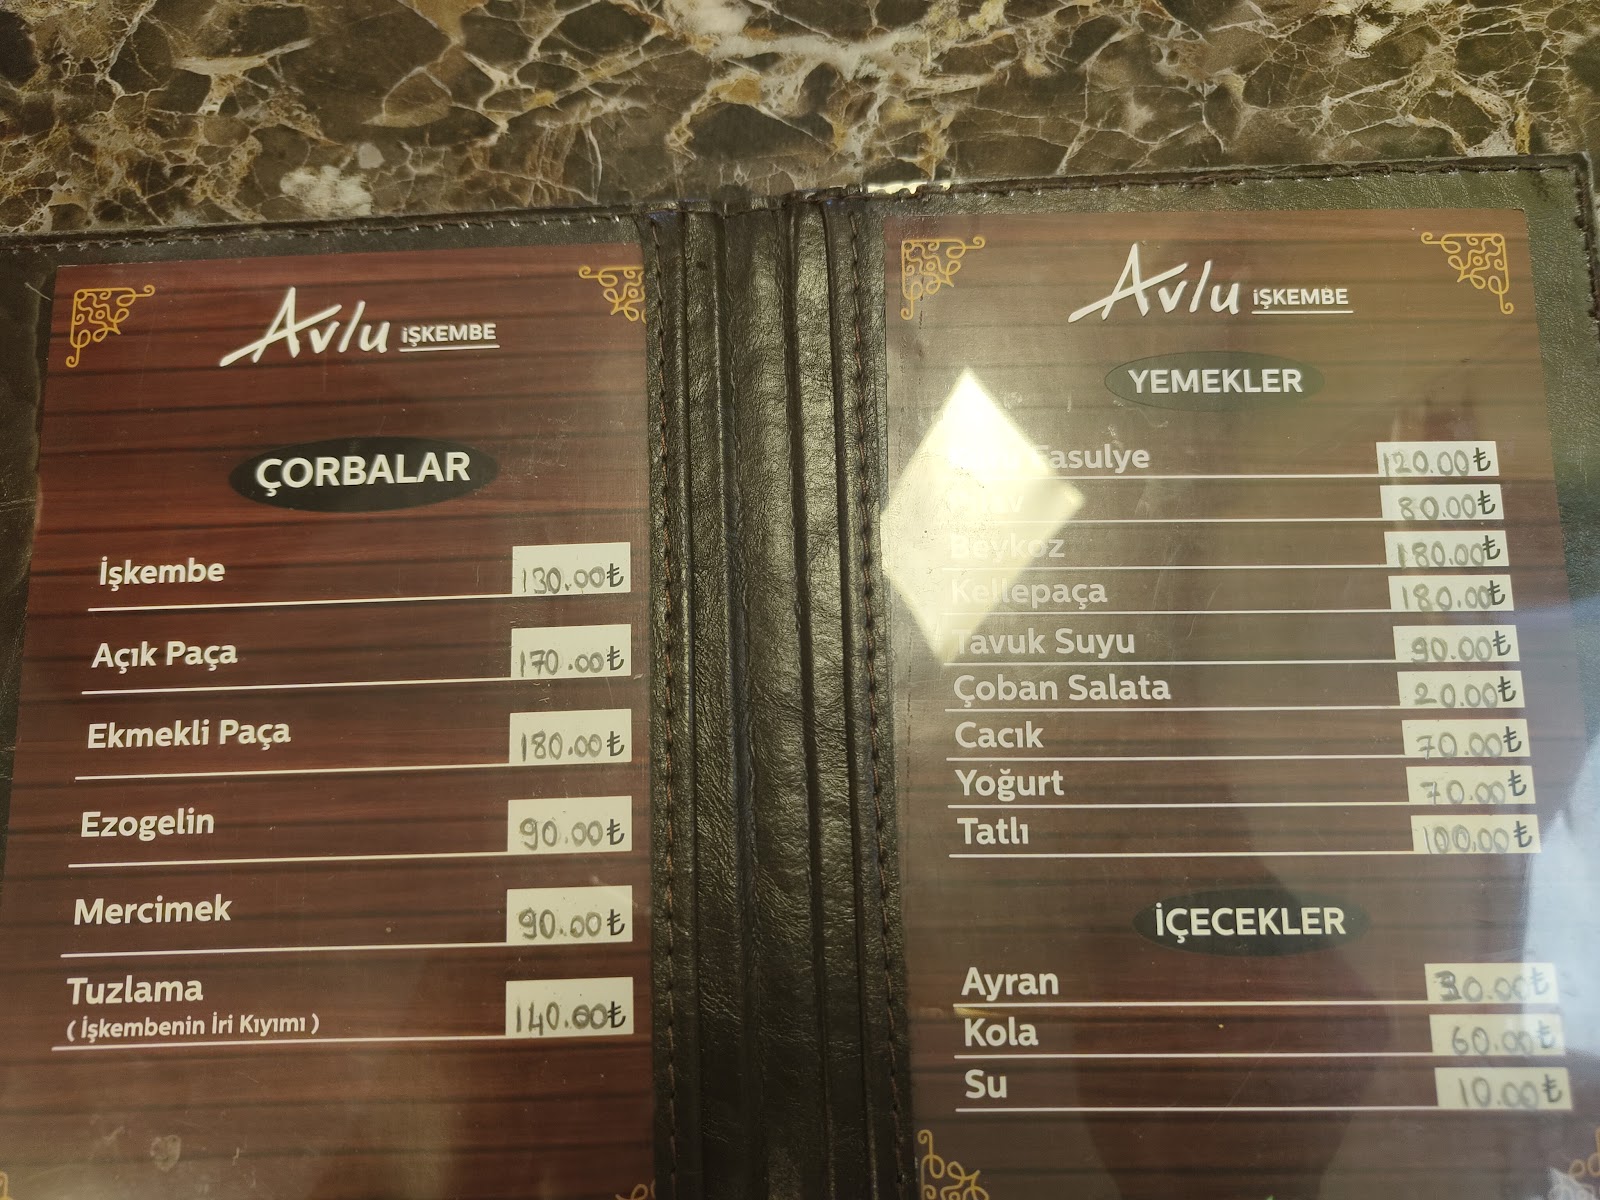 Avlu İŞKEMBE
ÇORBALAR
İşkembe 130.00₺
Açık Paça 170.00₺
Ekmekli Paça 180.00₺
Ezogelin 90.00₺
Mercimek 90.00₺
Tuzlama 140.00₺
( İşkembenin İri Kıyımı )
Avlu İŞKEMBE
YEMEKLER
Fasulye 120.00₺
80.00₺
Beykoz 180.00₺
Kellepaça 180.00₺
Tavuk Suyu 90.00₺
Çoban Salata 20.00₺
Cacık 70.00₺
Yoğurt 70.00₺
Tatlı 100.00₺
İÇECEKLER
Ayran 30.00₺
Kola 60.00₺
Su 10.00₺